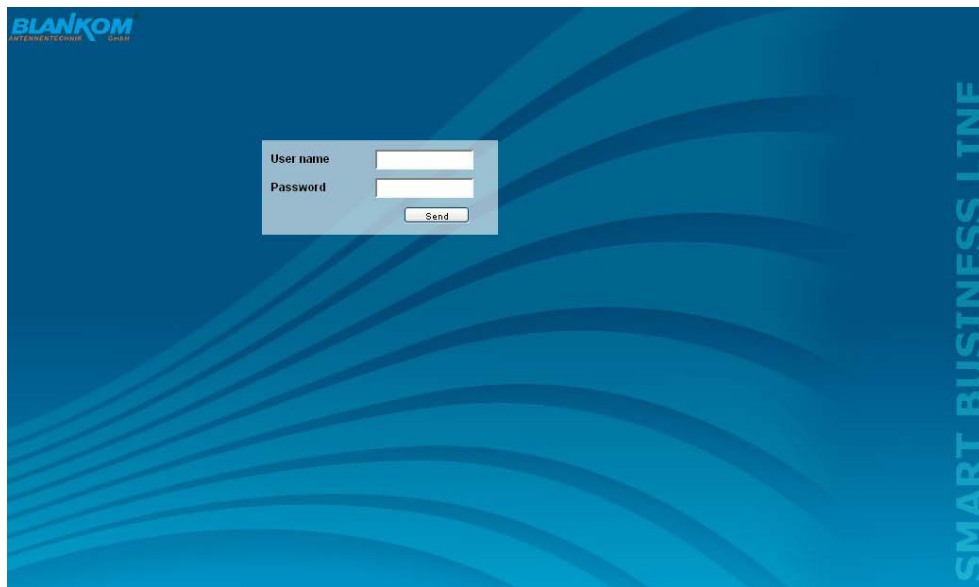 BLANKOM
ANTENNENTECHNIK GmbH
User name
Password
Send
SMART BUSINESS LINE